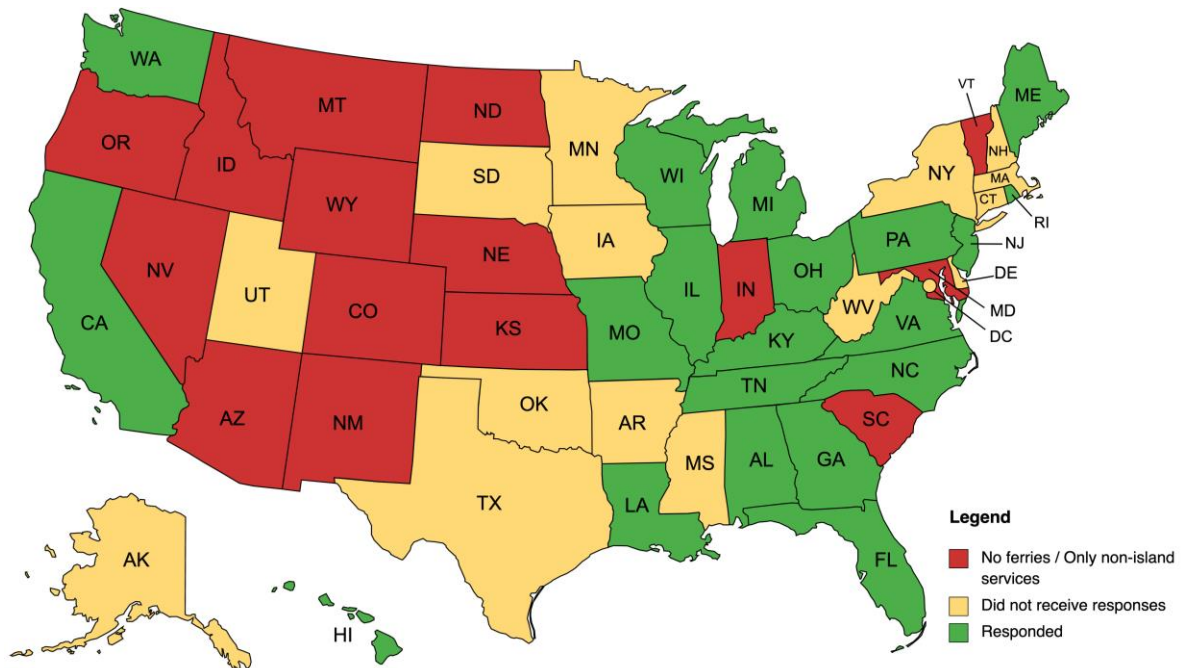 WA
OR
CA
ID
NV
MT
WY
UT
AZ
CO
NM
ND
SD
NE
KS
OK
TX
MN
IA
MO
AR
LA
WI
IL
MS
MI
IN
KY
TN
AL
OH
WV
GA
FL
SC
NC
VA
PA
NY
VT
NH
ME
MA
CT
RI
NJ
DE
MD
DC
AK
HI
Legend
No ferries / Only non-island
services
Did not receive responses
Responded